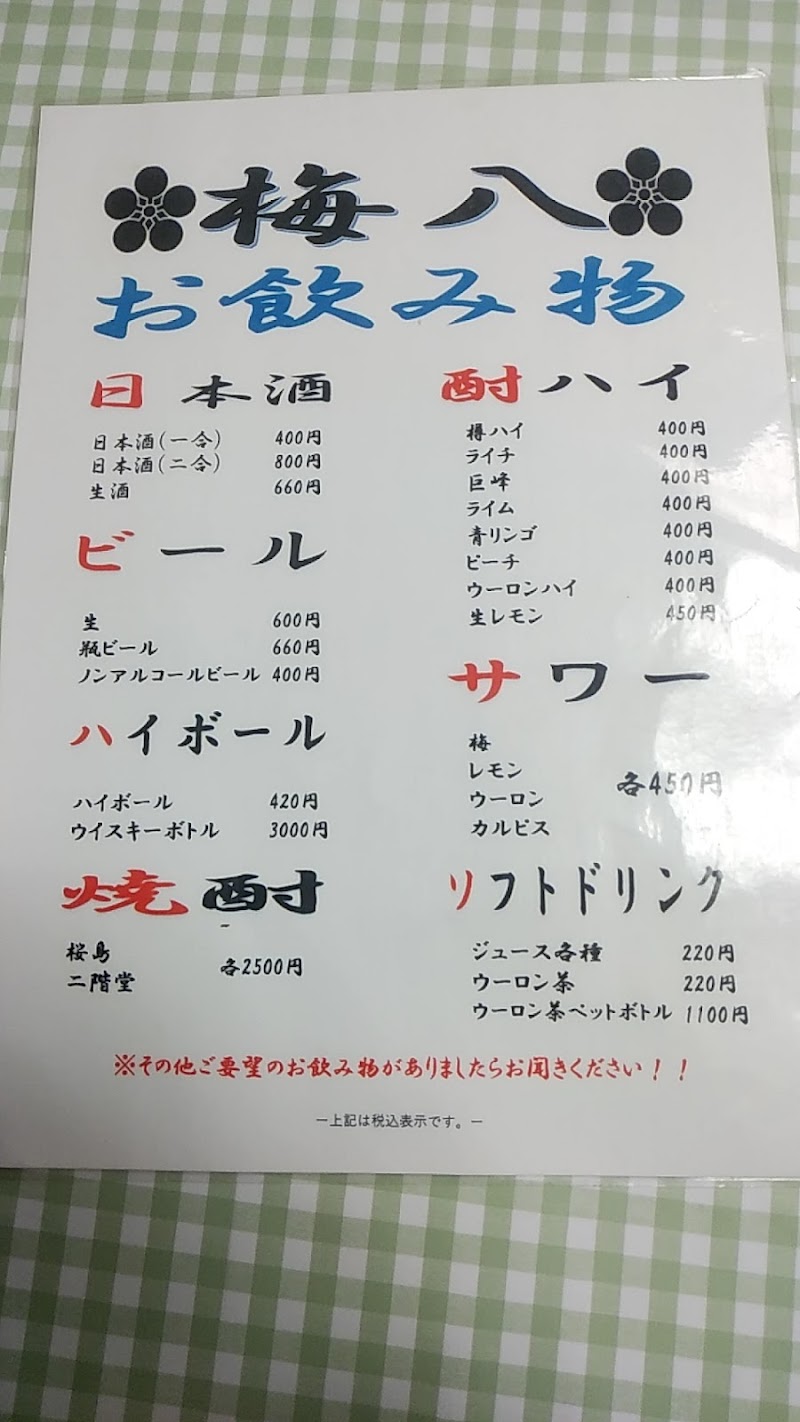 梅八
お飲み物
日本酒
日本酒(一合) 400円
日本酒(二合) 800円
生酒 660円
ビール
生 600円
瓶ビール 660円
ノンアルコールビール 400円
ハイボール
ハイボール 420円
ウイスキーボトル 3000円
焼酎
桜島
二階堂
各2500円
酎ハイ
樽ハイ 400円
ライチ 400円
巨峰 400円
ライム 400円
青リンゴ 400円
ピーチ 400円
ウーロンハイ 400円
生レモン 450円
サワー
梅
レモン
ウーロン
カルピス
各450円
ソフトドリンク
ジュース各種 220円
ウーロン茶 220円
ウーロン茶ペットボトル 1100円
※その他ご要望のお飲み物がありましたらお聞きください！！
ー上記は税込表示です。ー